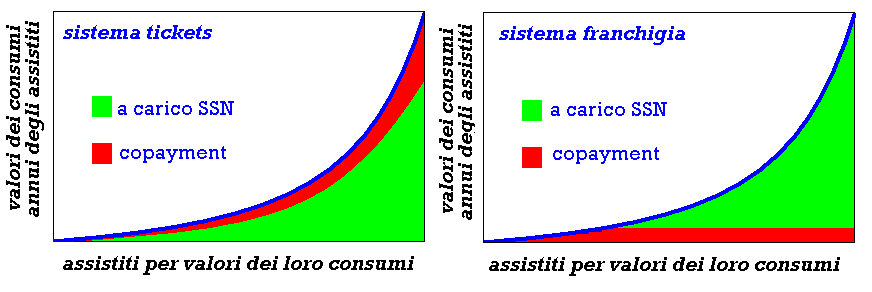 sistema tickets
a carico SSN
copayment
valori dei consumi
annui degli assistiti
assistiti per valori dei loro consumi
sistema franchigia
a carico SSN
copayment
valori dei consumi
annui degli assistiti
assistiti per valori dei loro consumi